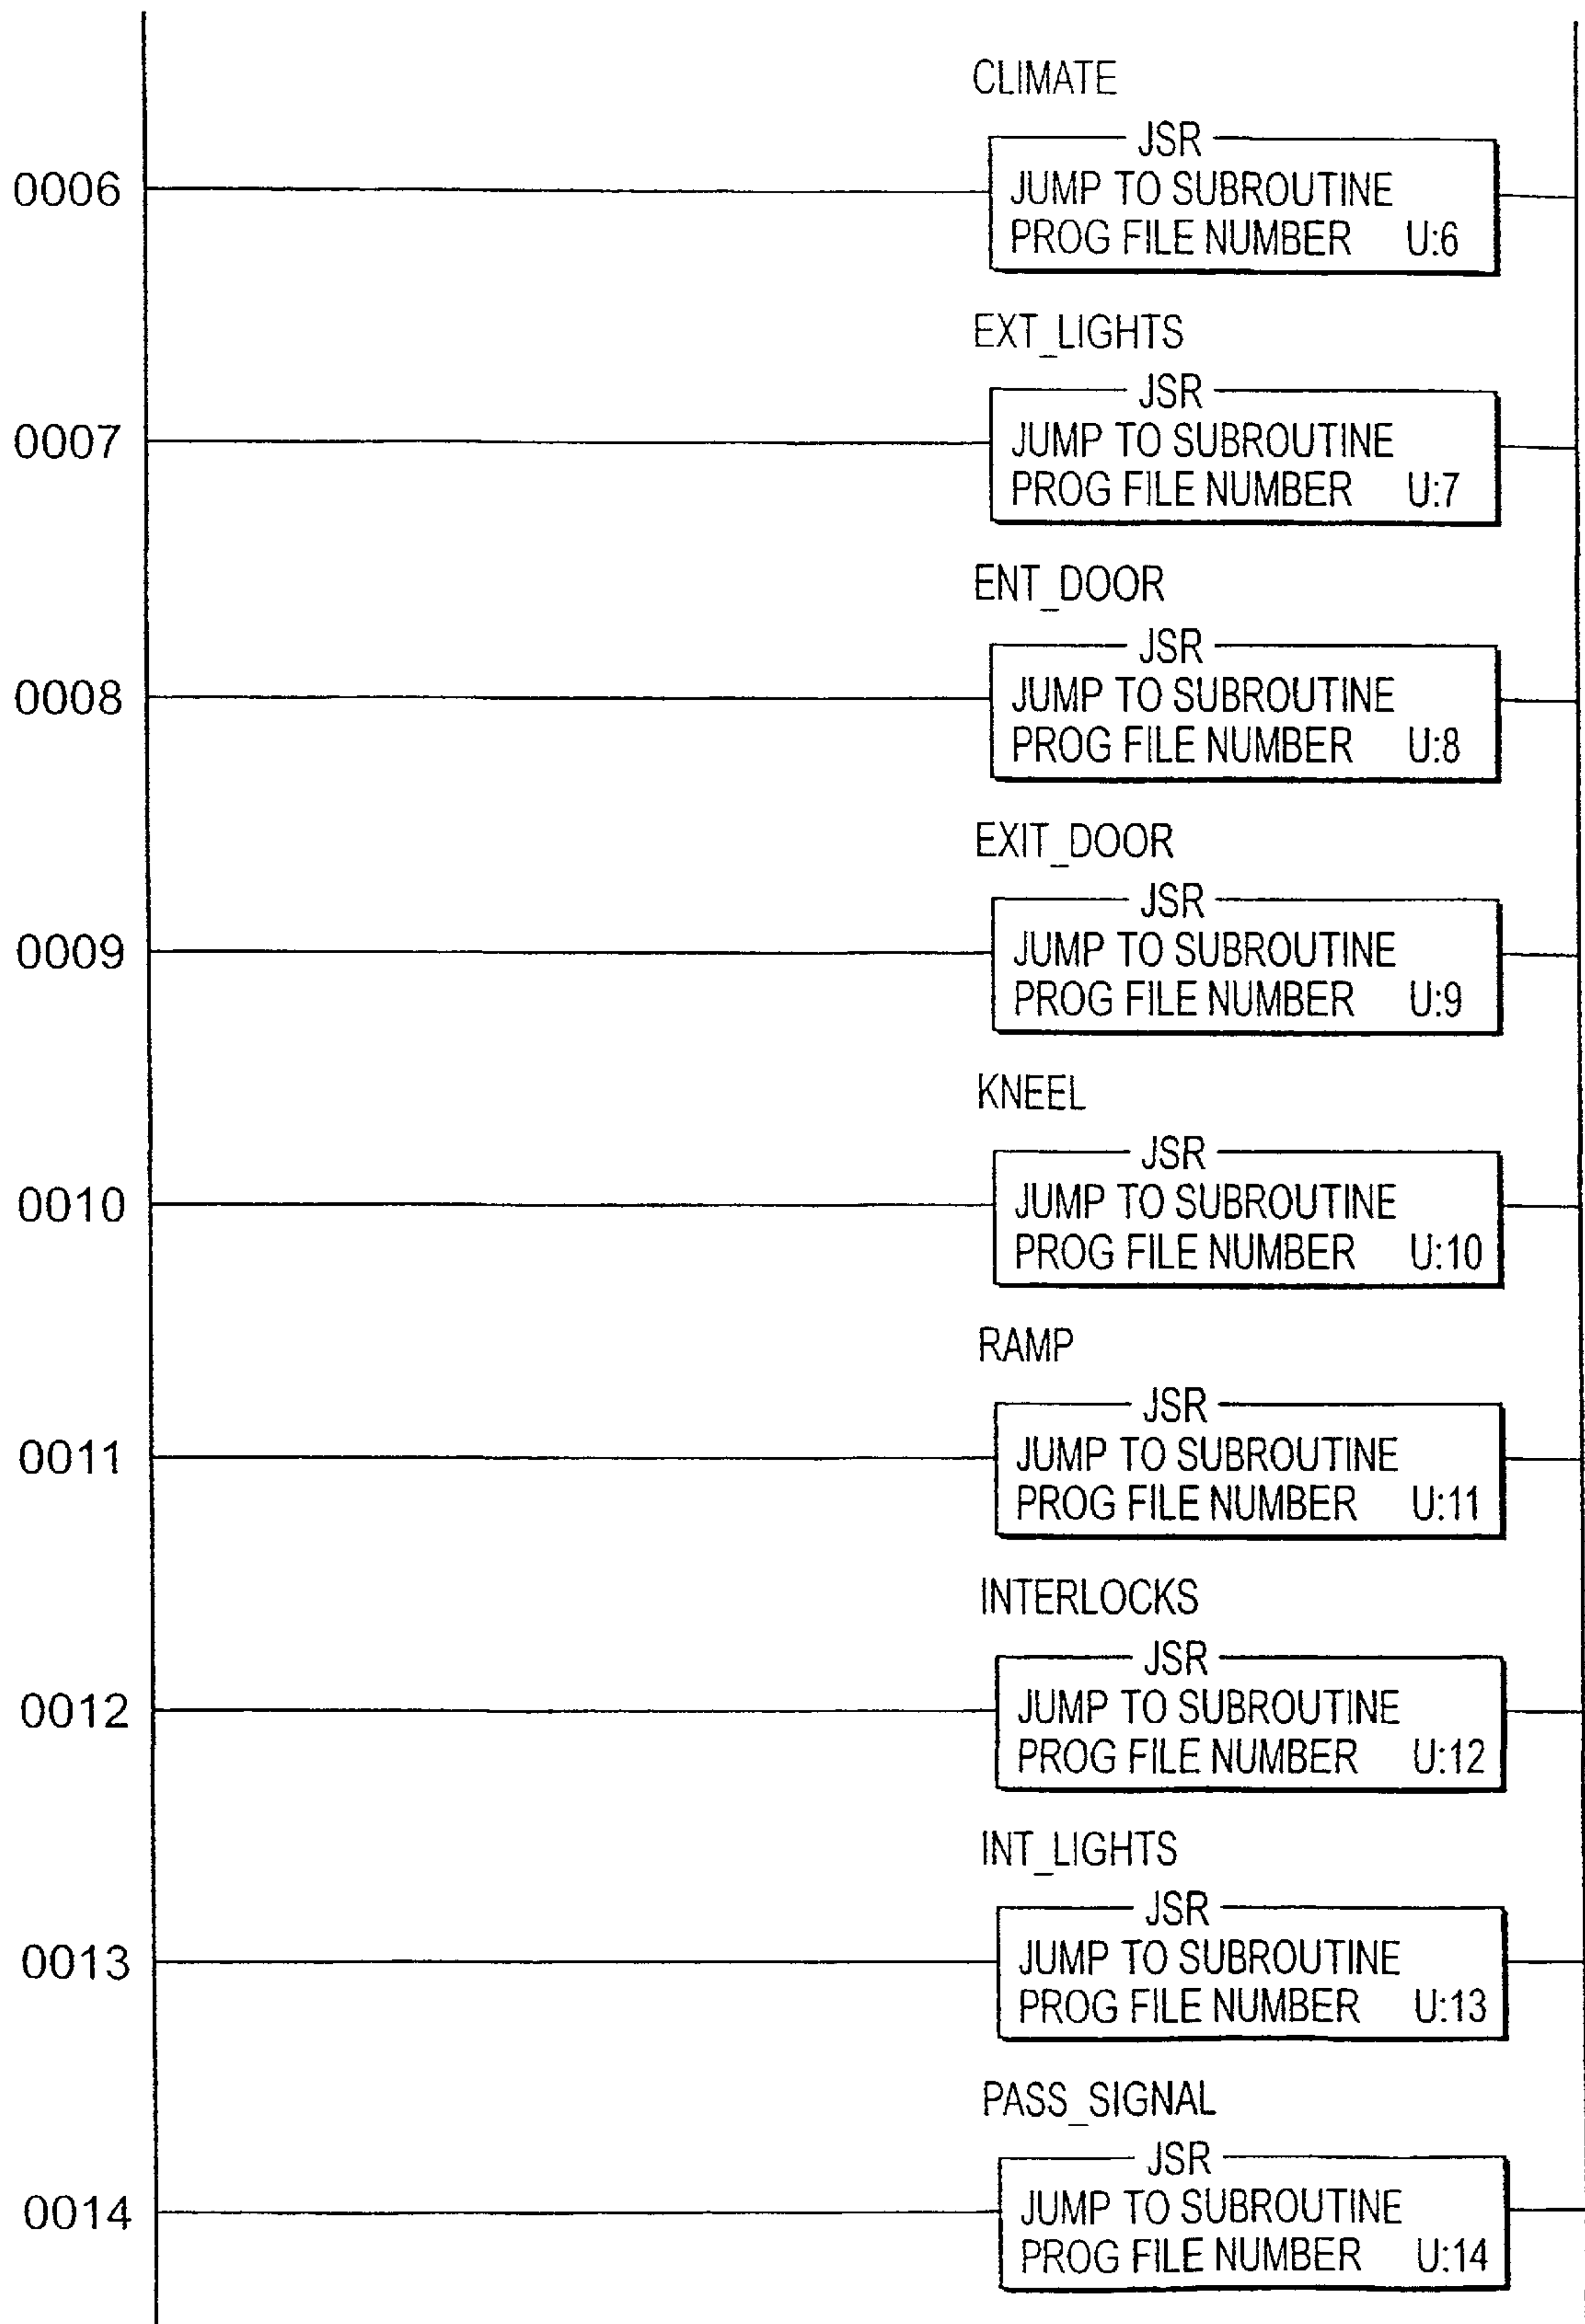 CLIMATE
JSR
0006 JUMP TO SUBROUTINE
PROG FILE NUMBER U:6
EXT_LIGHTS
JSR
0007 JUMP TO SUBROUTINE
PROG FILE NUMBER U:7
ENT_DOOR
JSR
0008 JUMP TO SUBROUTINE
PROG FILE NUMBER U:8
EXIT_DOOR
JSR
0009 JUMP TO SUBROUTINE
PROG FILE NUMBER U:9
KNEEL
JSR
0010 JUMP TO SUBROUTINE
PROG FILE NUMBER U:10
RAMP
JSR
0011 JUMP TO SUBROUTINE
PROG FILE NUMBER U:11
INTERLOCKS
JSR
0012 JUMP TO SUBROUTINE
PROG FILE NUMBER U:12
INT_LIGHTS
JSR
0013 JUMP TO SUBROUTINE
PROG FILE NUMBER U:13
PASS_SIGNAL
JSR
0014 JUMP TO SUBROUTINE
PROG FILE NUMBER U:14